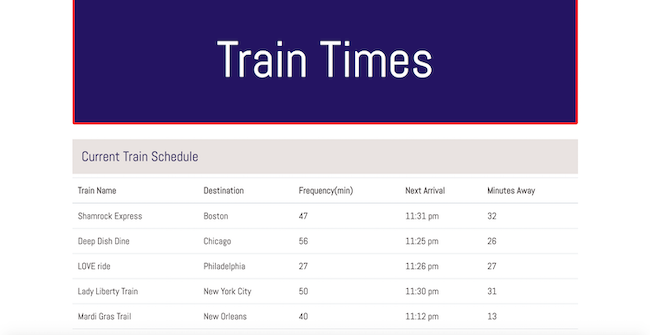 Train Times
Current Train Schedule
Train Name Destination Frequency(min) Next Arrival Minutes Away
Shamrock Express Boston 47 11:31 pm 32
Deep Dish Dine Chicago 56 11:25 pm 26
LOVE ride Philadelphia 27 11:26 pm 27
Lady Liberty Train New York City 50 11:30 pm 31
Mardi Gras Trail New Orleans 40 11:12 pm 13